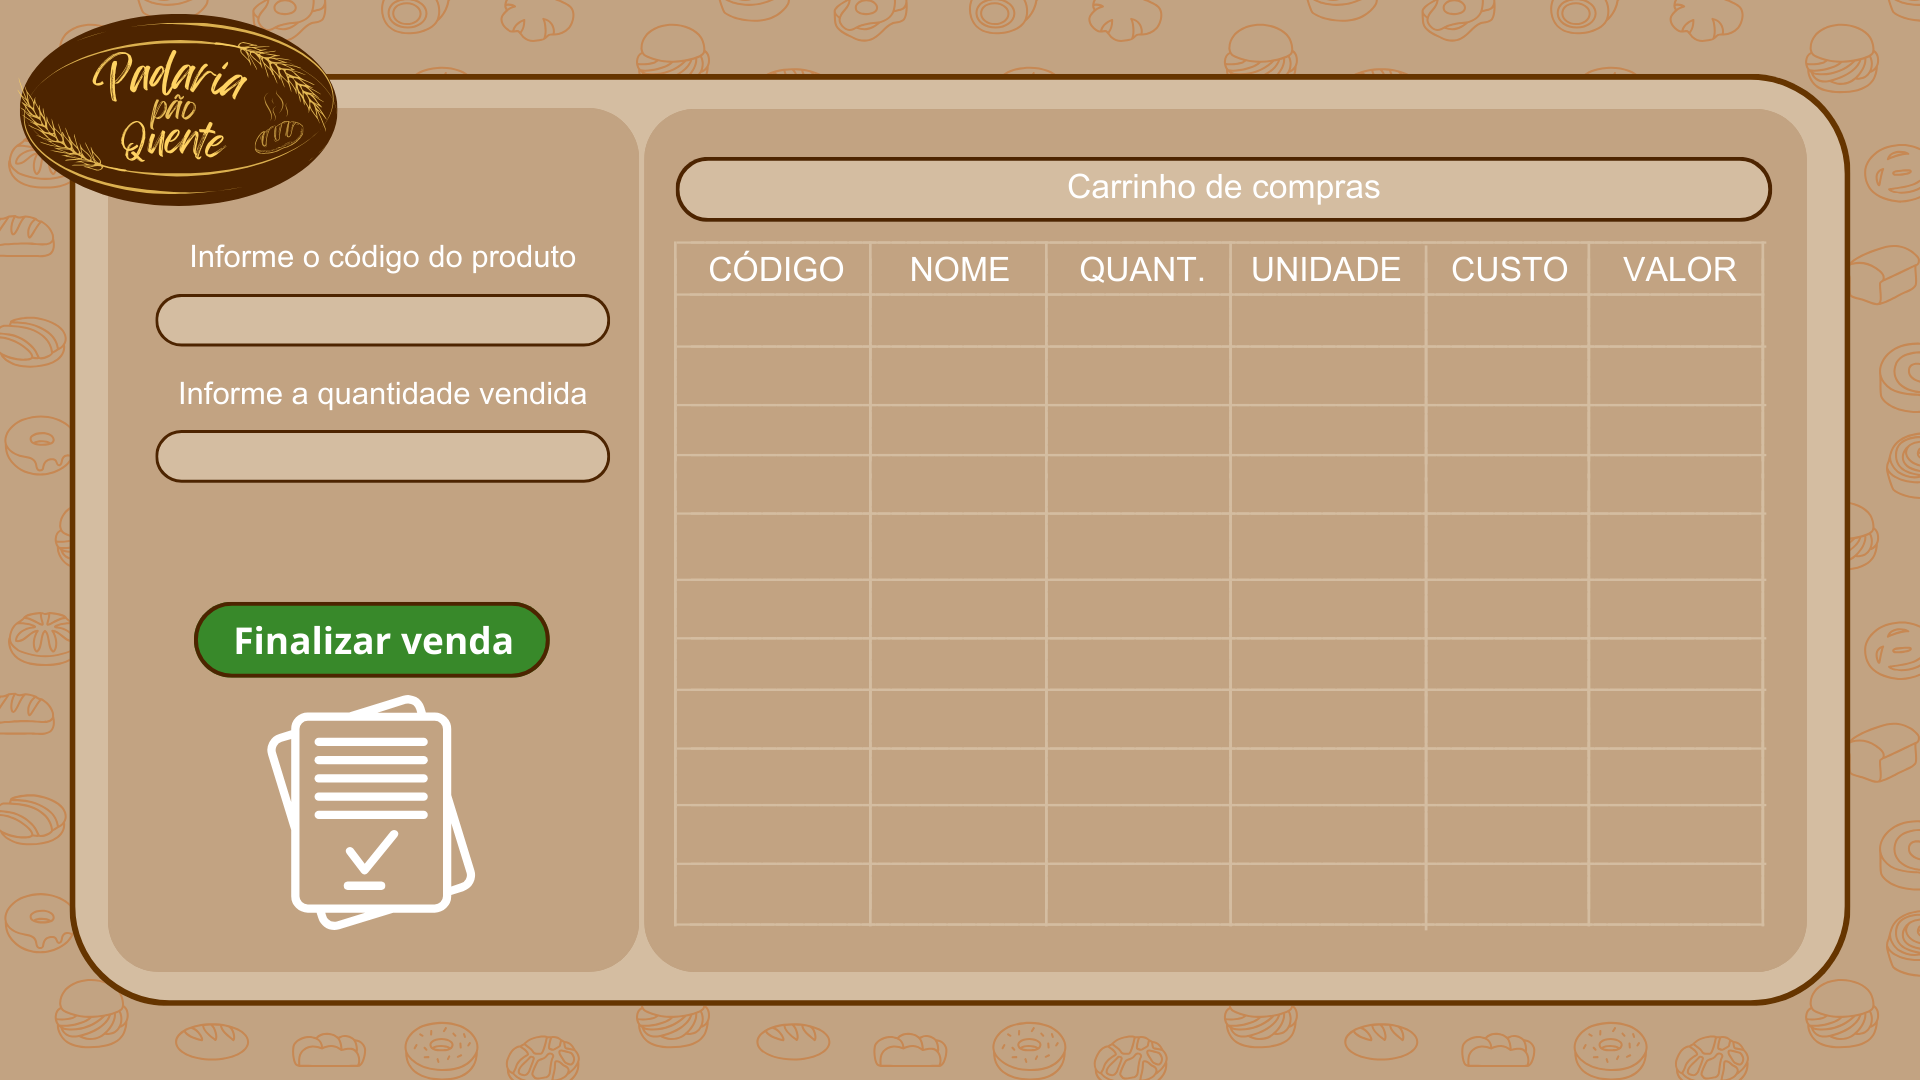 Padaria
pão
Quente
Informe o código do produto
Informe a quantidade vendida
Finalizar venda
Carrinho de compras
CÓDIGO NOME QUANT. UNIDADE CUSTO VALOR